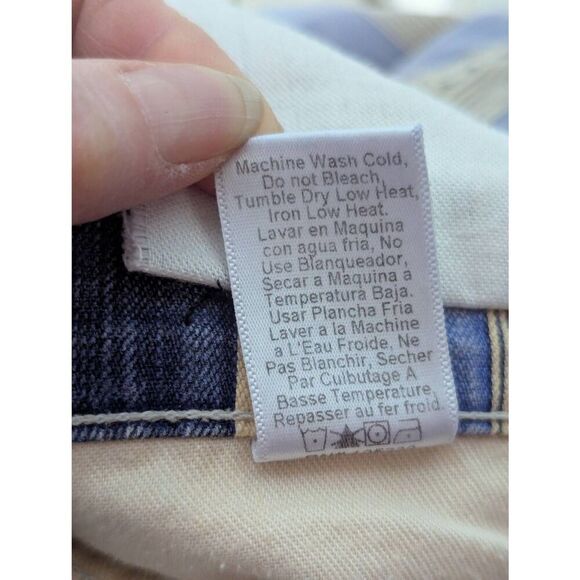 Machine Wash Cold,
Do not Bleach,
Tumble Dry Low Heat,
Iron Low Heat.
Lavar en Maquina
con agua fria, No
Use Blanqueador,
Secar a Maquina a
Temperatura Baja.
Usar Plancha Fria
Laver a la Machine
a L'Eau Froide, Ne
Pas Blanchir, Secher
Par Culbutage A
Basse Temperature,
Repasser au fer froid.